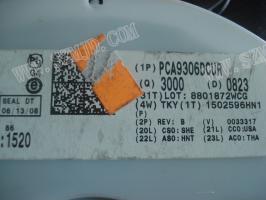 (1P) PCA9306DCUR
(Q) 3000 (D) 0823
31T) LOT: 8801872WCG
(4W) TKY(1T) 1502596HN1
(P)
(2P) REV: B (V) 0033317
(20L) CSO:SHE (21L) CCO:USA
(22L) ASO:HNT (23L) ACO:THA
G4
SEAL DT
06/13/08
:1520